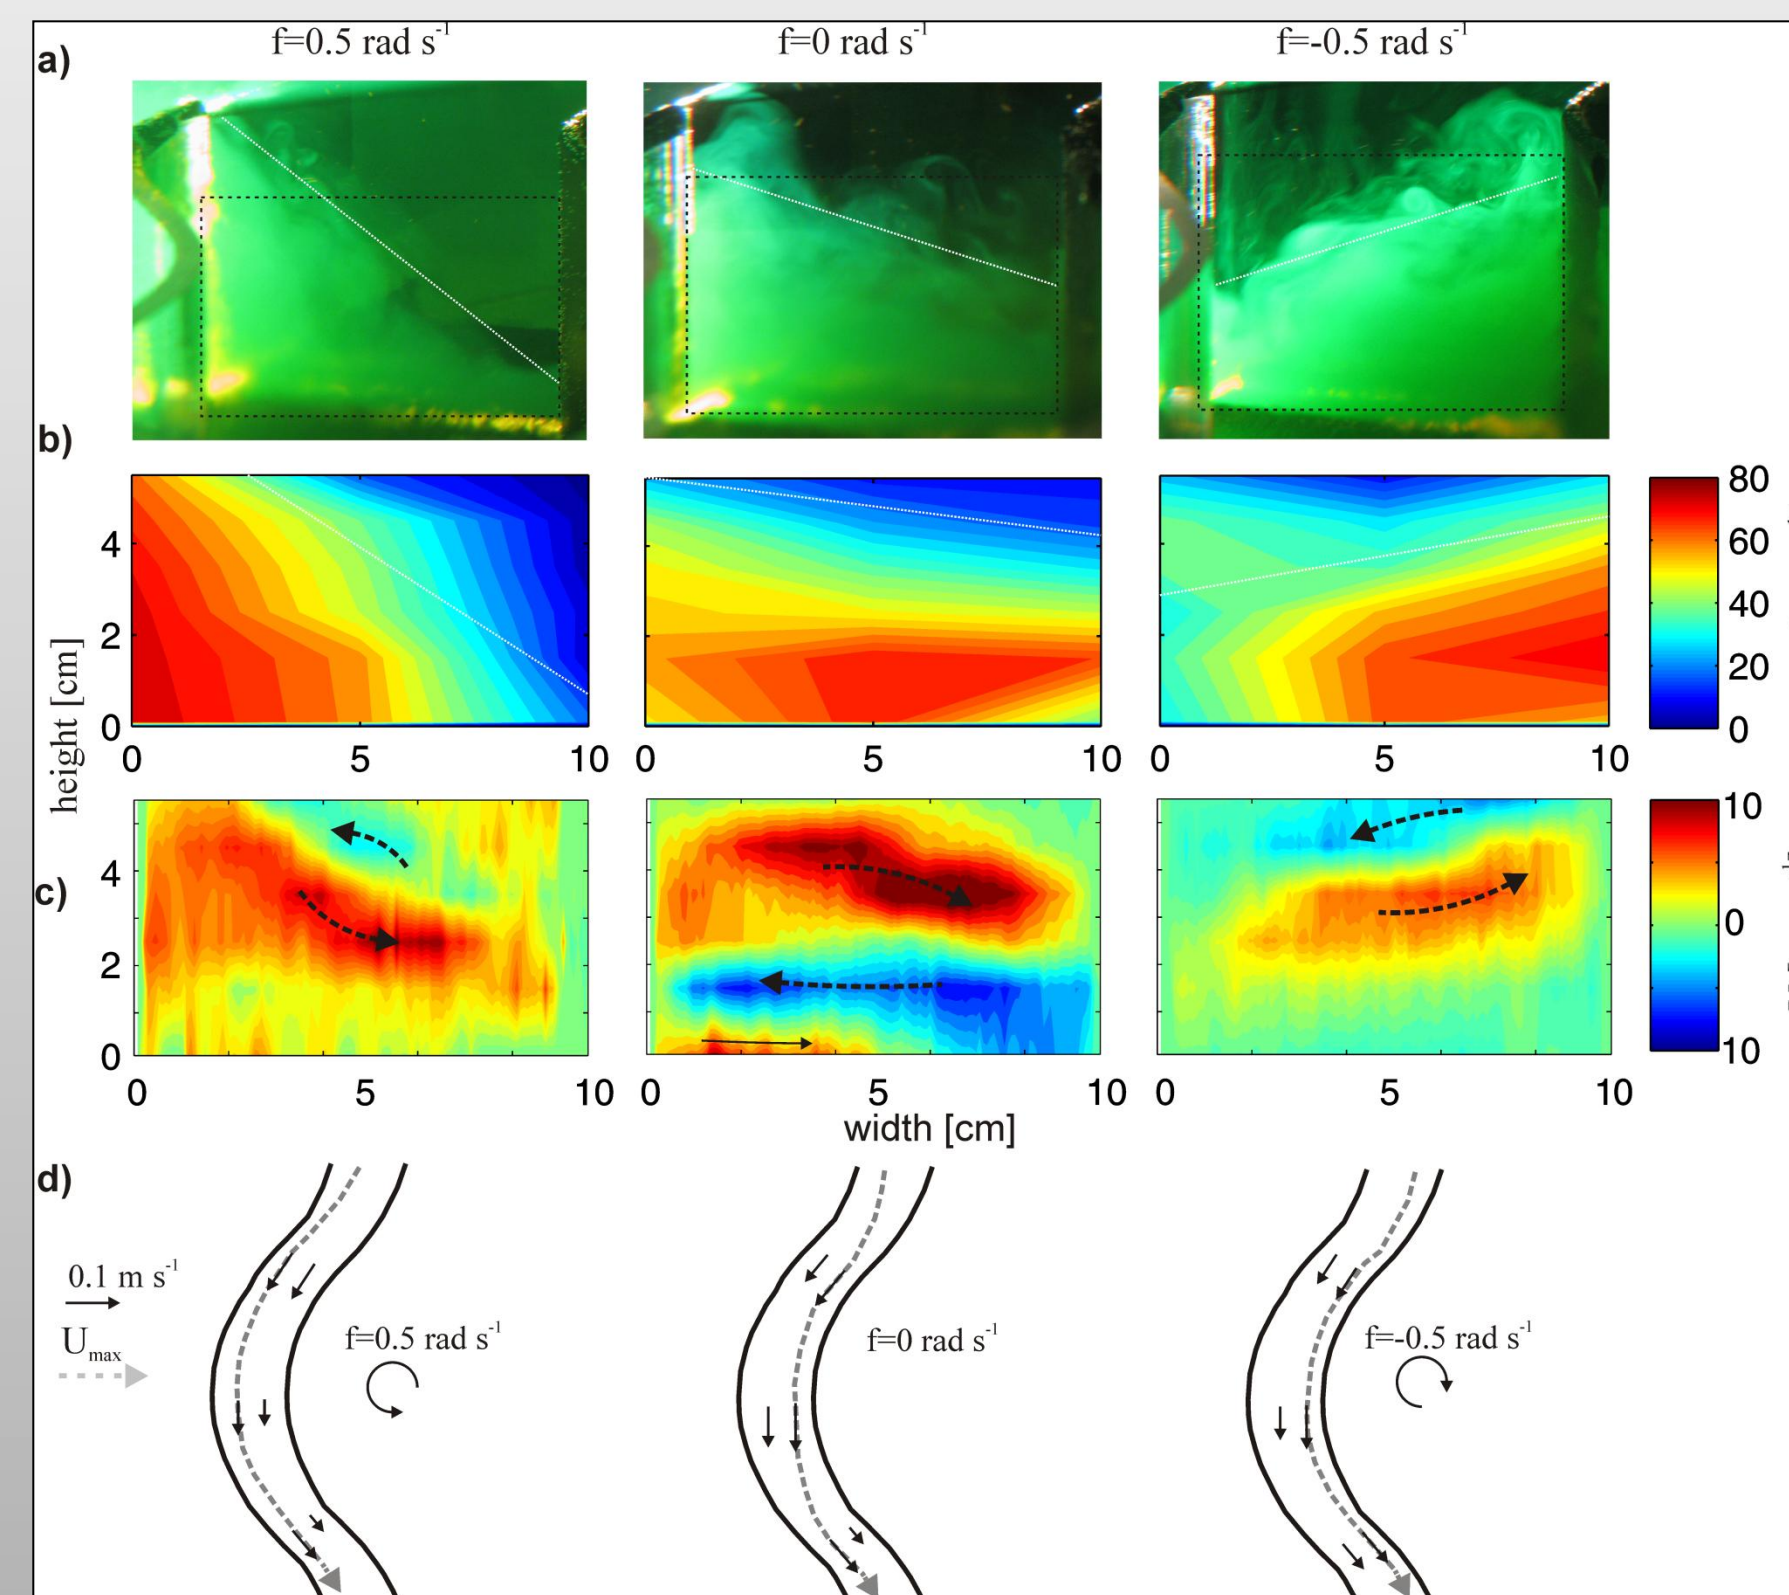 f=0.5 rad s⁻¹ f=0 rad s⁻¹ f=-0.5 rad s⁻¹
a)
b)
80
60
40
20
0
4
2
0
height [cm]
0 5 10 0 5 10 0 5 10
c)
10
0
10
4
2
0
0 5 10 0 5 10 0 5 10
width [cm]
d)
0.1 m s⁻¹
Umax
f=0.5 rad s⁻¹ f=0 rad s⁻¹ f=-0.5 rad s⁻¹